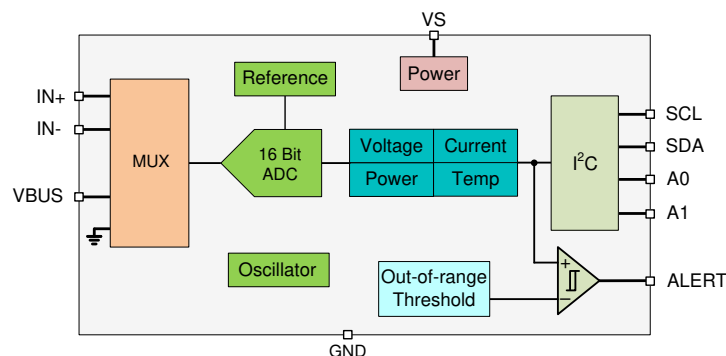 VS
Reference
Power
IN+
IN-
VBUS
MUX
16 Bit
ADC
Voltage
Current
Power
Temp
I²C
SCL
SDA
A0
A1
Oscillator
Out-of-range
Threshold
+
−
ALERT
GND